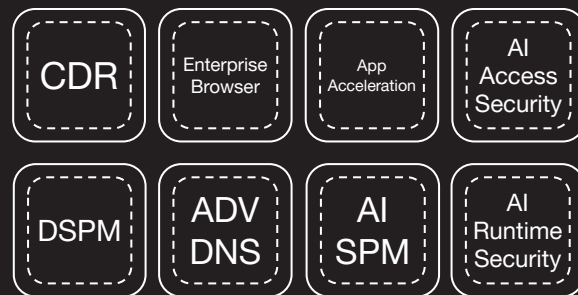 CDR
Enterprise
Browser
App
Acceleration
AI
Access
Security
DSPM
ADV
DNS
AI
SPM
AI
Runtime
Security